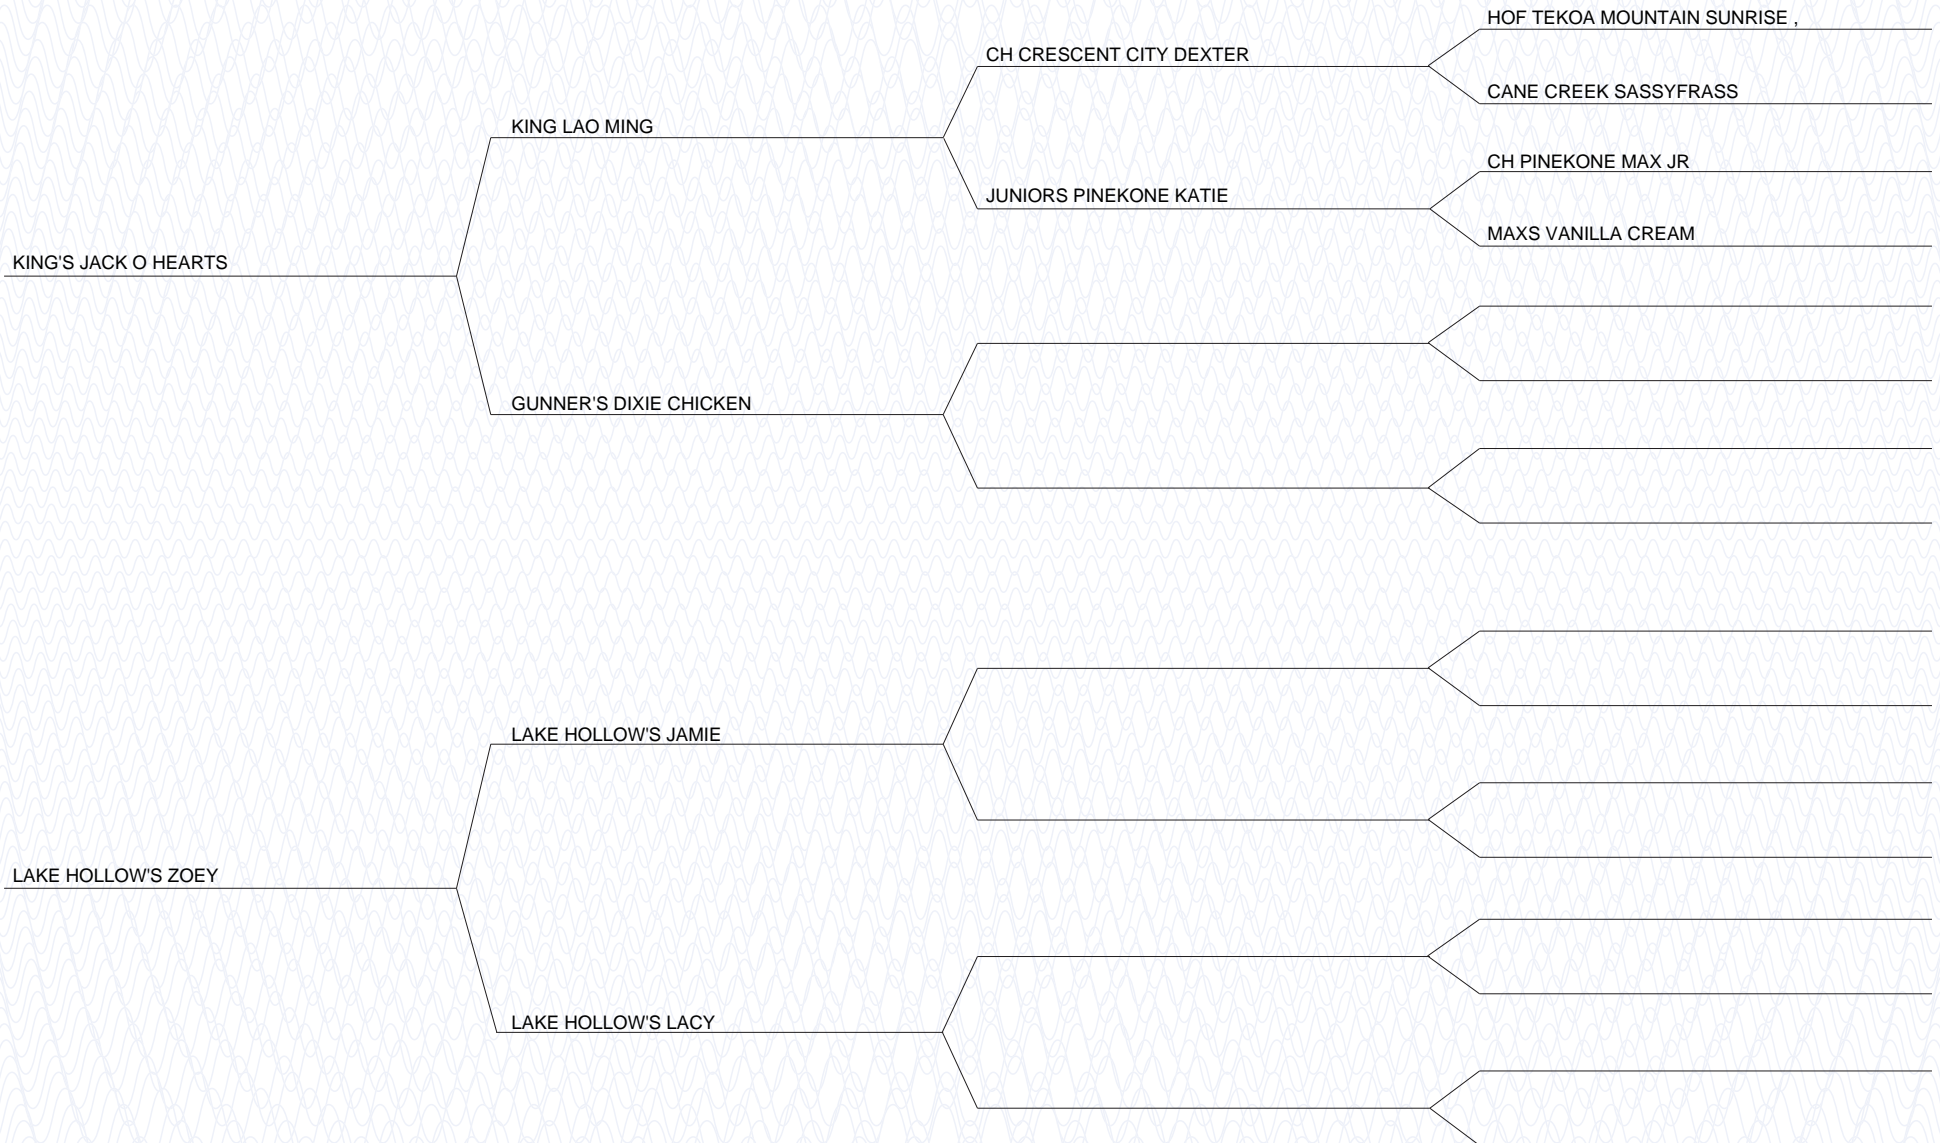 HOF TEKOA MOUNTAIN SUNRISE ,
CH CRESCENT CITY DEXTER
CANE CREEK SASSYFRASS
KING LAO MING
CH PINEKONE MAX JR
JUNIORS PINEKONE KATIE
MAXS VANILLA CREAM
KING'S JACK O HEARTS
GUNNER'S DIXIE CHICKEN
LAKE HOLLOW'S JAMIE
LAKE HOLLOW'S ZOEY
LAKE HOLLOW'S LACY